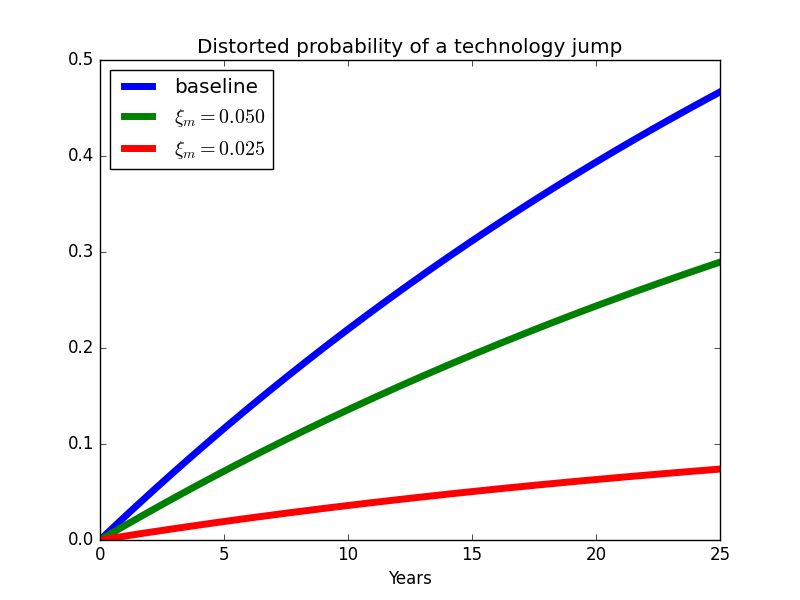 Distorted probability of a technology jump
0.5
0.4
0.3
0.2
0.1
0.0
baseline
ξₘ = 0.050
ξₘ = 0.025
0 5 10 15 20 25
Years